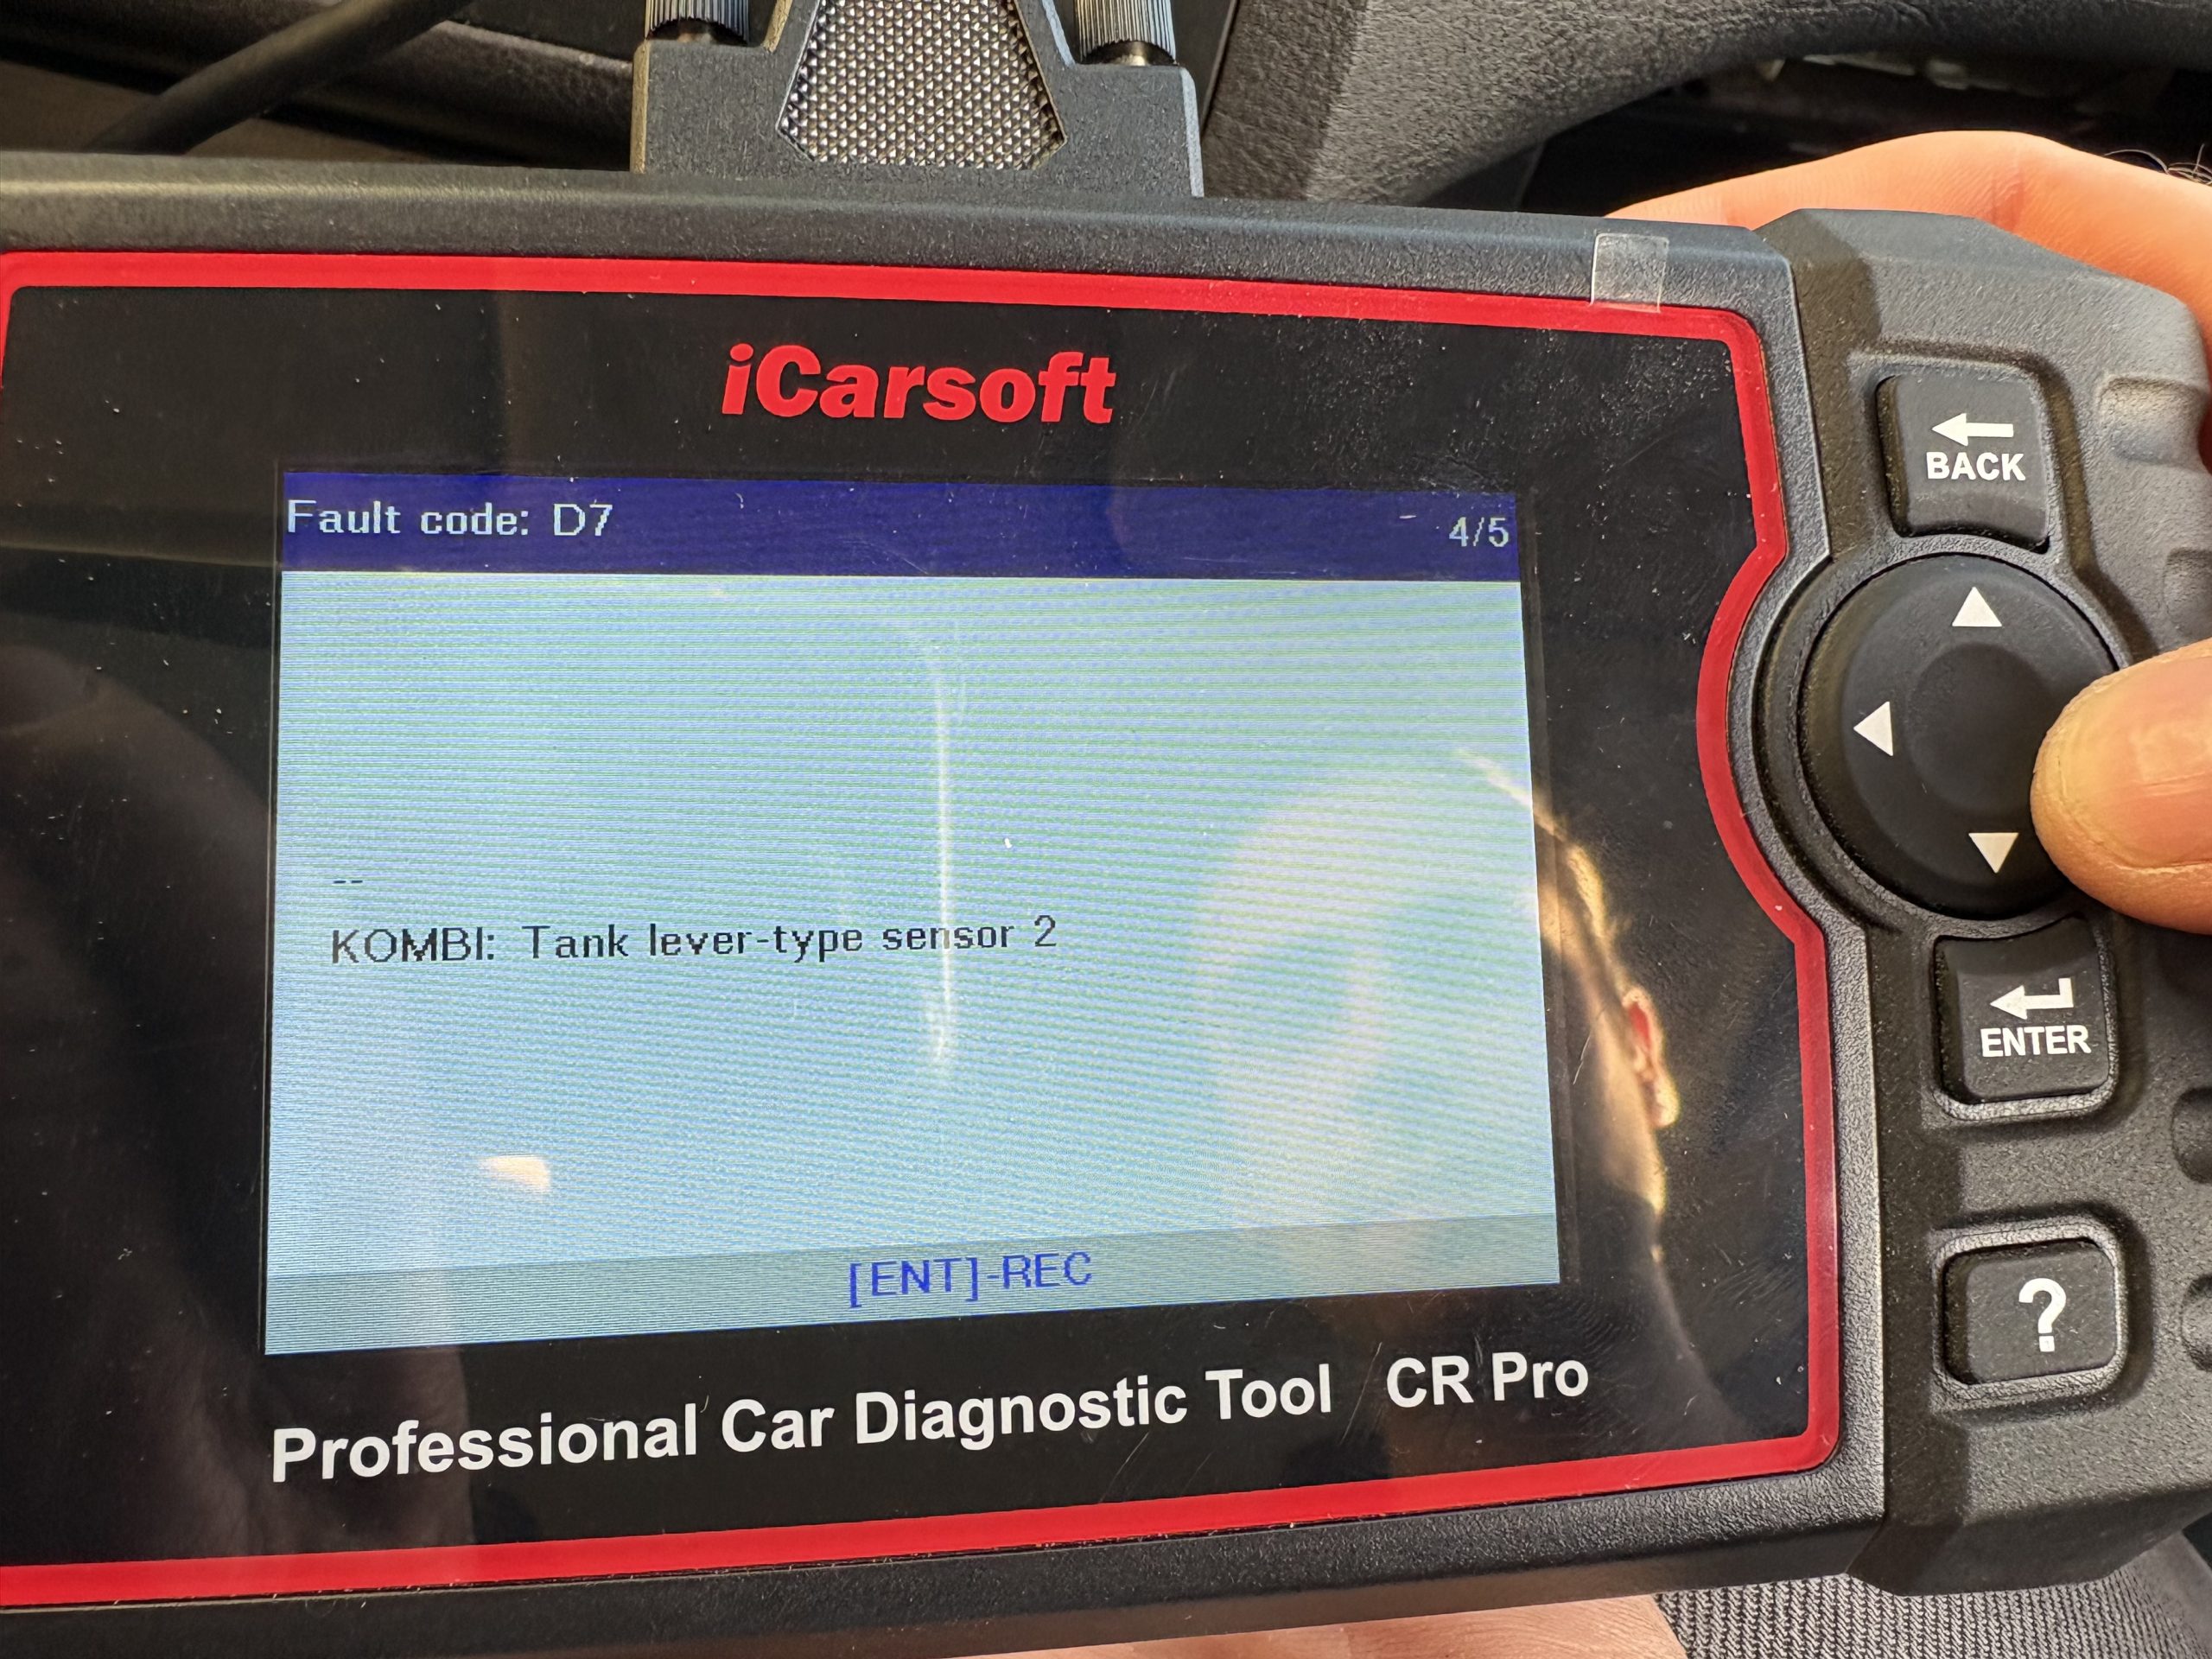 iCarsoft
Fault code: D7 4/5
--
KOMBI: Tank lever-type sensor 2
[ENT]-REC
Professional Car Diagnostic Tool CR Pro
BACK
ENTER
?